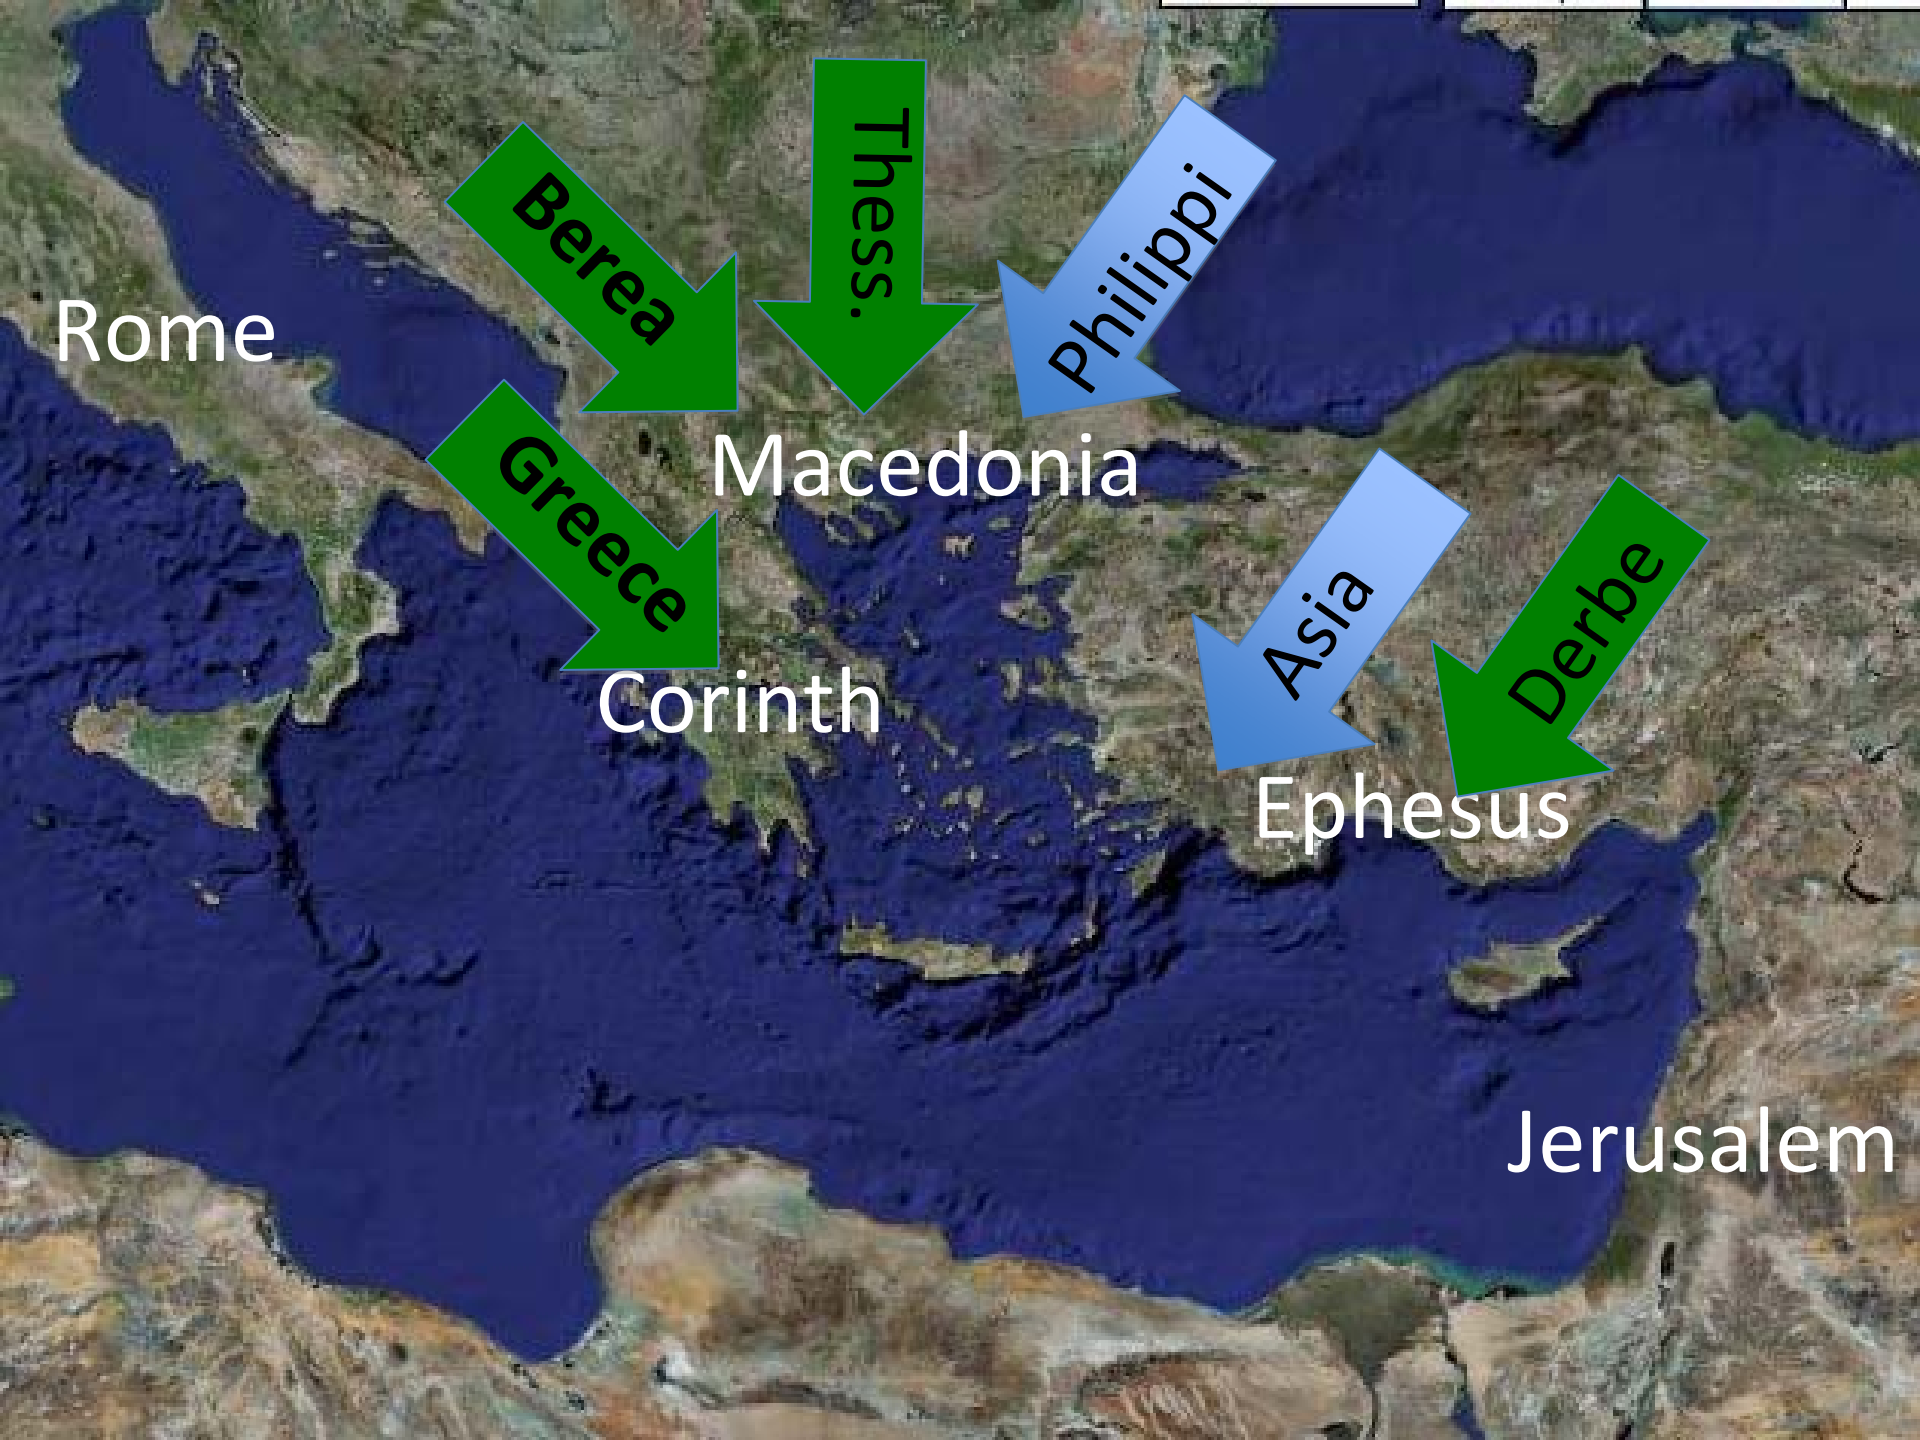 Berea
Thess.
Philippi
Rome
Greece
Macedonia
Asia
Derbe
Corinth
Ephesus
Jerusalem